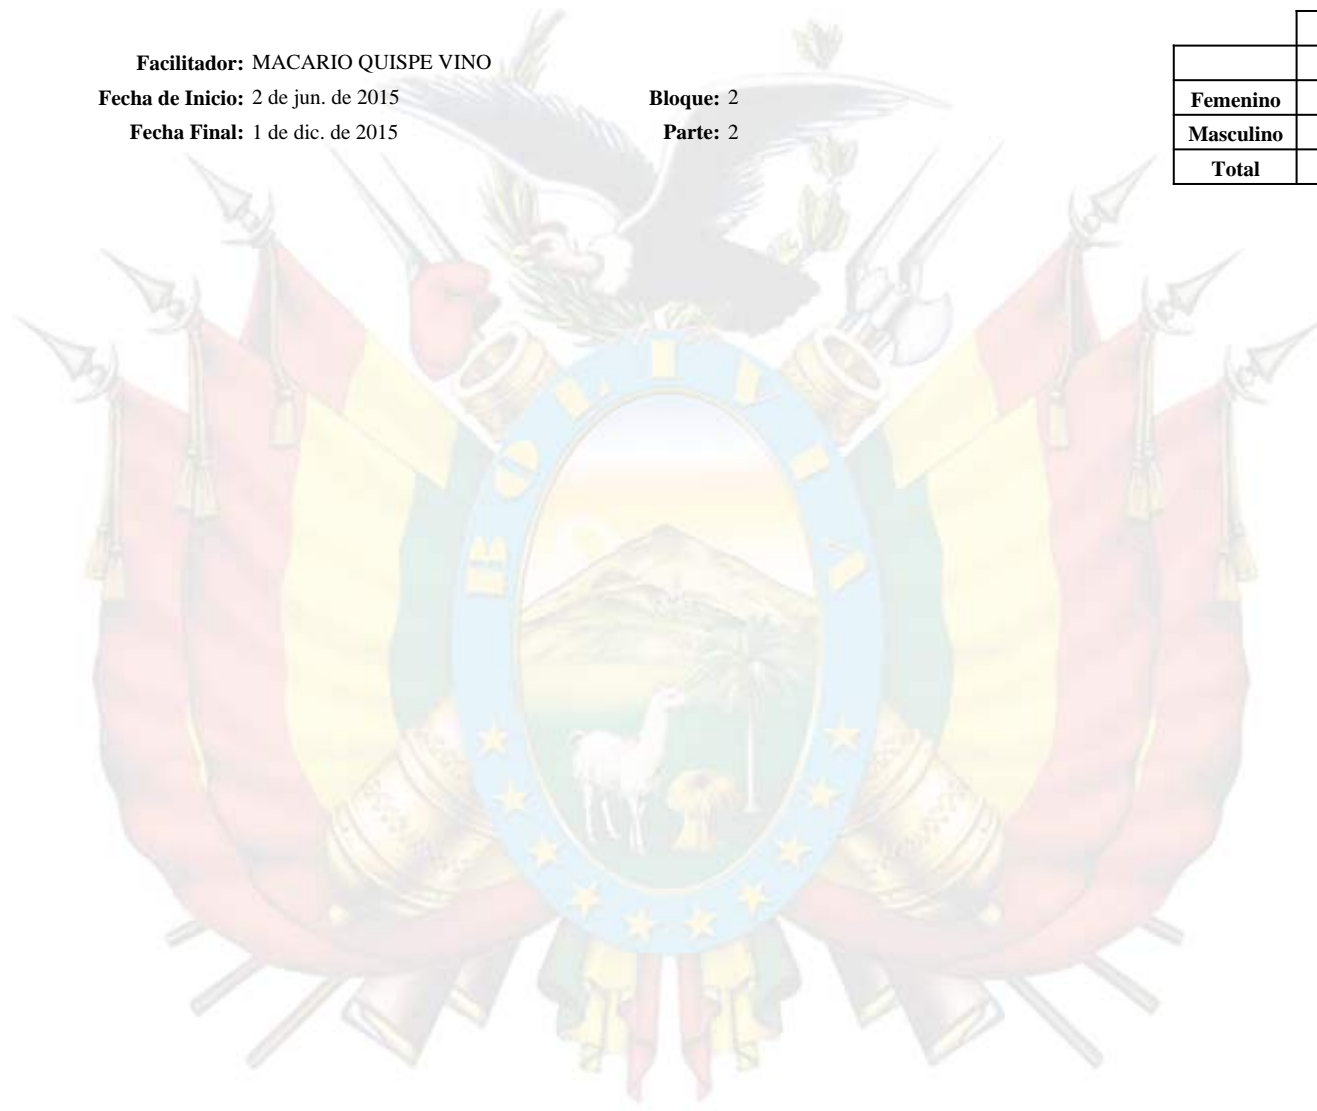 Facilitador: MACARIO QUISPE VINO
Fecha de Inicio: 2 de jun. de 2015 Bloque: 2
Fecha Final: 1 de dic. de 2015 Parte: 2
Femenino
Masculino
Total
BOLIVIA